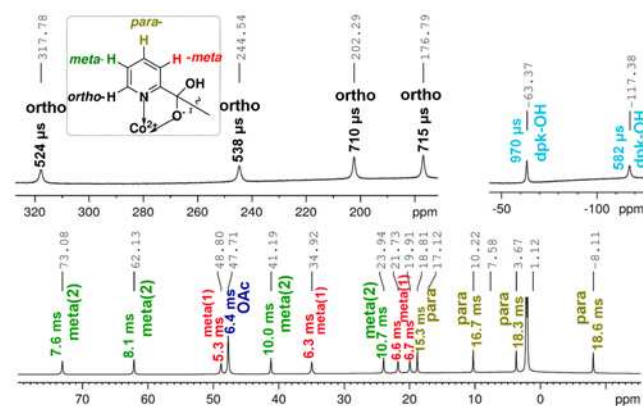 317.78
244.54
202.29
176.79
-63.37
-117.38
para-
H
meta- H
H -meta
OH
ortho-H
N
O
Co²⁺
ortho
524 µs
ortho
538 µs
ortho
710 µs
ortho
715 µs
970 µs
dpk-OH
582 µs
dpk-OH
320 300 280 260 240 220 200 180 ppm
-50 -100 ppm
73.08
62.13
48.80
47.71
41.19
34.92
23.94
21.73
19.91
18.81
17.12
10.22
7.58
3.67
1.12
-8.11
7.6 ms
meta(2)
8.1 ms
meta(2)
5.3 ms
meta(1)
6.4 ms
OAc
10.0 ms
meta(2)
6.3 ms
meta(1)
10.7 ms
meta(2)
6.6 ms
6.7 ms
meta(1)
15.3 ms
para
16.7 ms
para
18.3 ms
para
18.6 ms
para
70 60 50 40 30 20 10 0 ppm